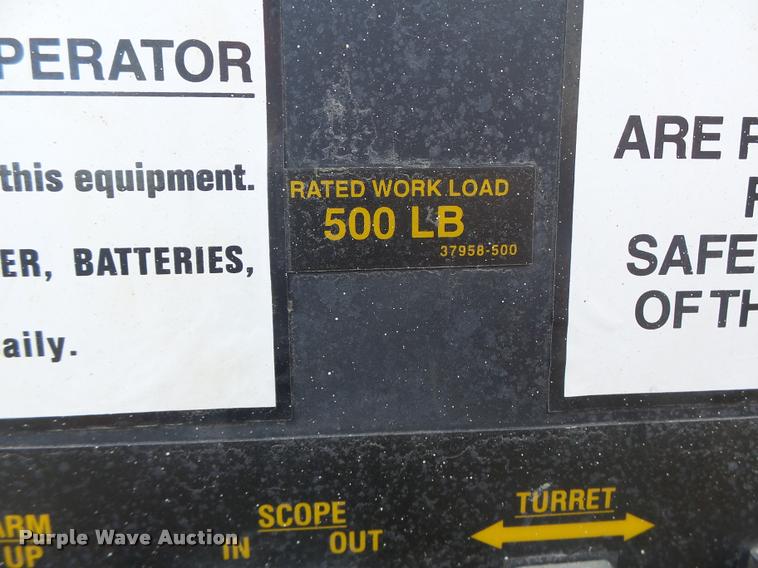 PERATOR
this equipment.
ER, BATTERIES,
aily.
RATED WORK LOAD
500 LB
37958-500
ARE
SAFE
OF TH
ARM
UP
SCOPE
IN OUT
TURRET
Purple Wave Auction